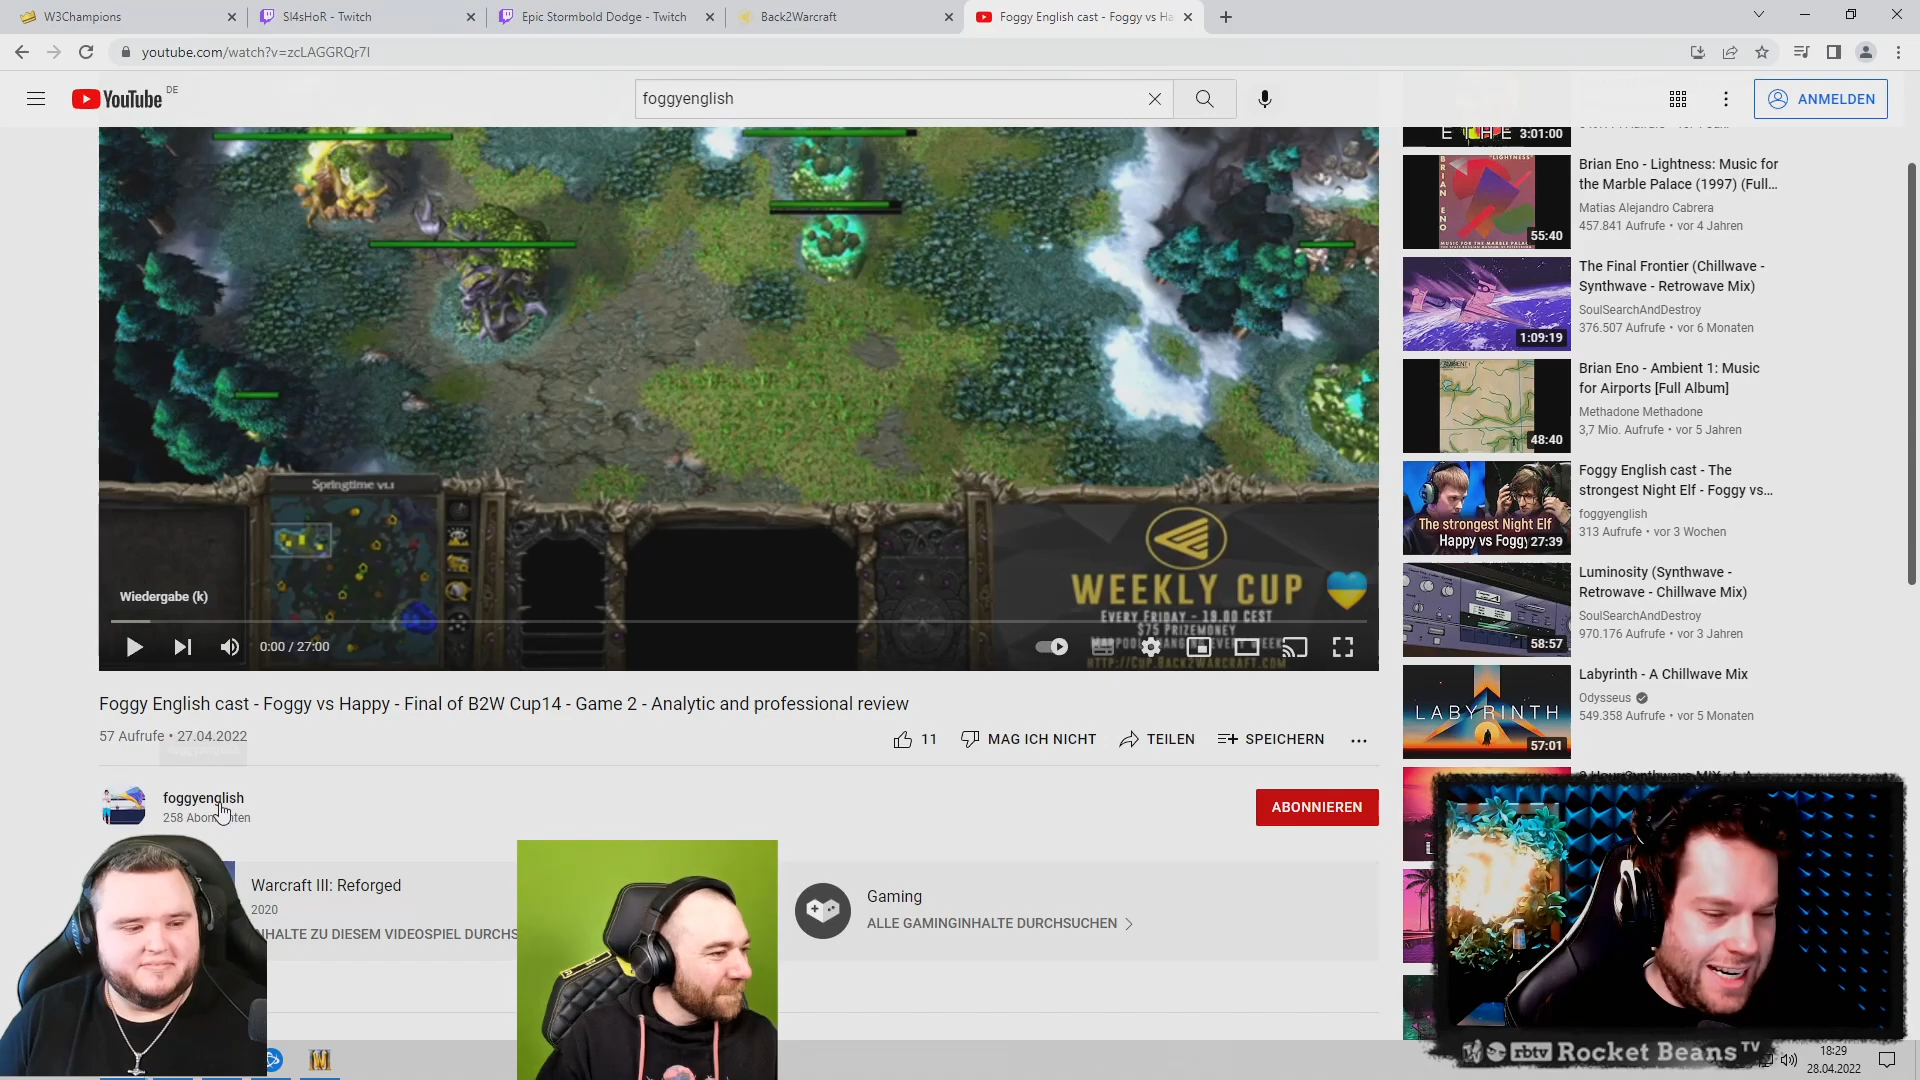 W3Champions
Sl4sHoR - Twitch
Epic Stormbold Dodge - Twitch
Back2Warcraft
Foggy English cast - Foggy vs Ha
youtube.com/watch?v=zcLAGGRQr7I
YouTube DE
foggyenglish
ANMELDEN
3:01:00
Brian Eno - Lightness: Music for
the Marble Palace (1997) (Full...
Matias Alejandro Cabrera
457.841 Aufrufe • vor 4 Jahren
55:40
The Final Frontier (Chillwave -
Synthwave - Retrowave Mix)
SoulSearchAndDestroy
376.507 Aufrufe • vor 6 Monaten
1:09:19
Brian Eno - Ambient 1: Music
for Airports [Full Album]
Methadone Methadone
3,7 Mio. Aufrufe • vor 5 Jahren
48:40
Foggy English cast - The
strongest Night Elf - Foggy vs...
foggyenglish
313 Aufrufe • vor 3 Wochen
The strongest Night Elf
Happy vs Foggy
27:39
Luminosity (Synthwave -
Retrowave - Chillwave Mix)
SoulSearchAndDestroy
970.176 Aufrufe • vor 3 Jahren
58:57
Labyrinth - A Chillwave Mix
Odysseus
549.358 Aufrufe • vor 5 Monaten
LABYRINTH
57:01
Springtime v1.1
WEEKLY CUP
EVERY FRIDAY - 19.00 CEST
$75 PRIZEMONEY
HTTP://CUP.BACK2WARCRAFT.COM
Wiedergabe (k)
0:00 / 27:00
Foggy English cast - Foggy vs Happy - Final of B2W Cup14 - Game 2 - Analytic and professional review
57 Aufrufe • 27.04.2022
11
MAG ICH NICHT
TEILEN
SPEICHERN
foggyenglish
258
ABONNIEREN
Warcraft III: Reforged
2020
Gaming
ALLE GAMINGINHALTE DURCHSUCHEN
rbtv Rocket Beans TV
18:29
28.04.2022